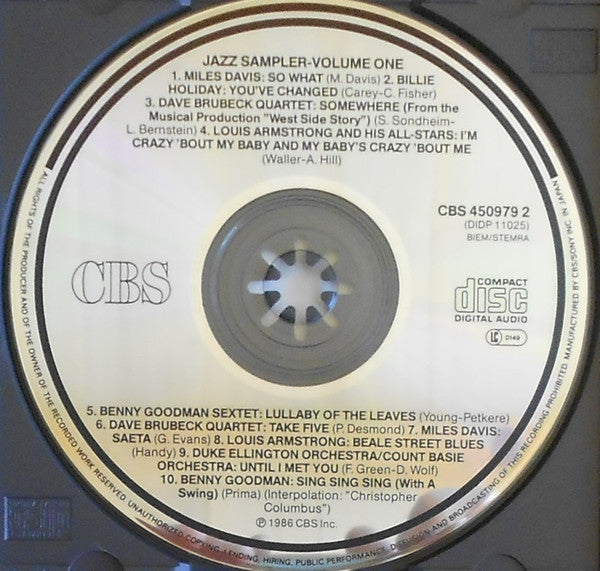 JAZZ SAMPLER-VOLUME ONE
1. MILES DAVIS: SO WHAT (M. Davis) 2. BILLIE
HOLIDAY: YOU'VE CHANGED (Carey-C. Fisher)
3. DAVE BRUBECK QUARTET: SOMEWHERE (From the
Musical Production "West Side Story") (S. Sondheim-
L. Bernstein) 4. LOUIS ARMSTRONG AND HIS ALL-STARS: I'M
CRAZY 'BOUT MY BABY AND MY BABY'S CRAZY 'BOUT ME
(Waller-A. Hill)
CBS 450979 2
(DIDP 11025)
BIEM/STEMRA
CBS
COMPACT
disc
DIGITAL AUDIO
LC 0149
5. BENNY GOODMAN SEXTET: LULLABY OF THE LEAVES (Young-Petkere)
6. DAVE BRUBECK QUARTET: TAKE FIVE (P. Desmond) 7. MILES DAVIS:
SAETA (G. Evans) 8. LOUIS ARMSTRONG: BEALE STREET BLUES
(Handy) 9. DUKE ELLINGTON ORCHESTRA/COUNT BASIE
ORCHESTRA: UNTIL I MET YOU (F. Green-D. Wolf)
10. BENNY GOODMAN: SING SING SING (With A
Swing) (Prima) (Interpolation: "Christopher
Columbus")
℗ 1986 CBS Inc.
ALL RIGHTS OF THE PRODUCER AND OF THE OWNER OF THE RECORDED WORK RESERVED. UNAUTHORIZED COPYING, LENDING, HIRING, PUBLIC PERFORMANCE, DIFFUSION AND BROADCASTING OF THIS RECORDING PROHIBITED. MANUFACTURED BY CBS/SONY INC. IN JAPAN